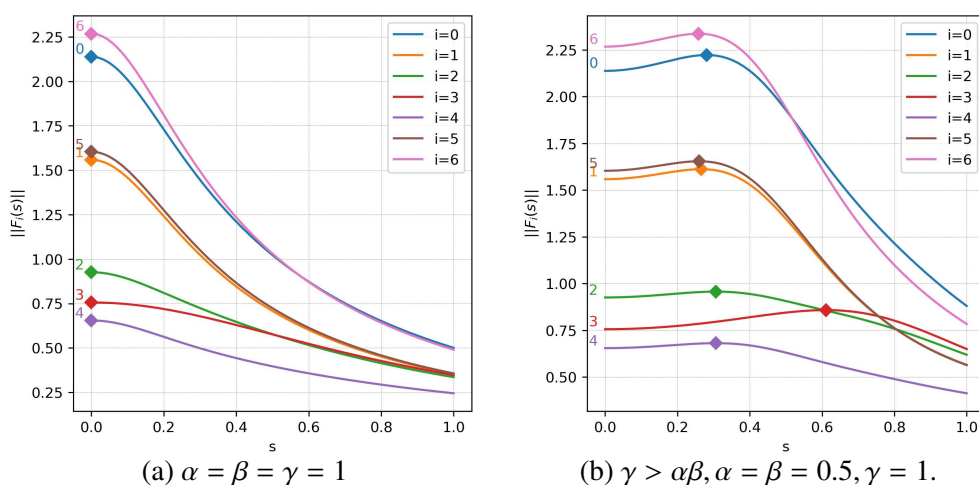 6
0
5
1
2
3
4
2.25
2.00
1.75
1.50
1.25
1.00
0.75
0.50
0.25
||Fᵢ(s)||
0.0 0.2 0.4 0.6 0.8 1.0
s
i=0
i=1
i=2
i=3
i=4
i=5
i=6
(a) α = β = γ = 1
6
0
5
1
2
3
4
2.25
2.00
1.75
1.50
1.25
1.00
0.75
0.50
||Fᵢ(s)||
0.0 0.2 0.4 0.6 0.8 1.0
s
i=0
i=1
i=2
i=3
i=4
i=5
i=6
(b) γ > αβ, α = β = 0.5, γ = 1.